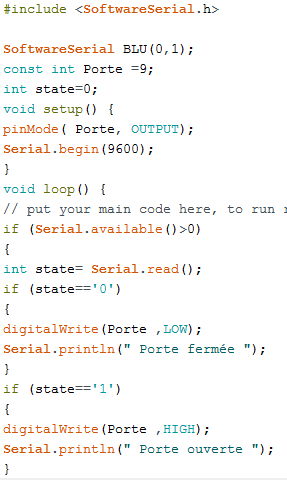 #include <SoftwareSerial.h>
SoftwareSerial BLU(0,1);
const int Porte =9;
int state=0;
void setup() {
pinMode( Porte, OUTPUT);
Serial.begin(9600);
}
void loop() {
// put your main code here, to run
if (Serial.available()>0)
{
int state= Serial.read();
if (state=='0')
{
digitalWrite(Porte ,LOW);
Serial.println(" Porte fermée ");
}
if (state=='1')
{
digitalWrite(Porte ,HIGH);
Serial.println(" Porte ouverte ");
}